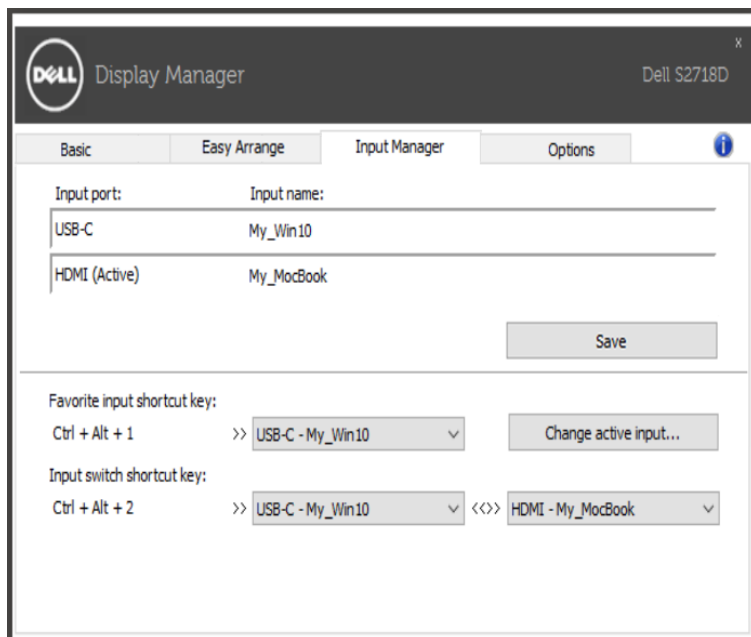 x
DELL Display Manager Dell S2718D
Basic Easy Arrange Input Manager Options i
Input port: Input name:
USB-C My_Win10
HDMI (Active) My_MocBook
Save
Favorite input shortcut key:
Ctrl + Alt + 1 >> USB-C - My_Win10 Change active input...
Input switch shortcut key:
Ctrl + Alt + 2 >> USB-C - My_Win10 <<>> HDMI - My_MocBook